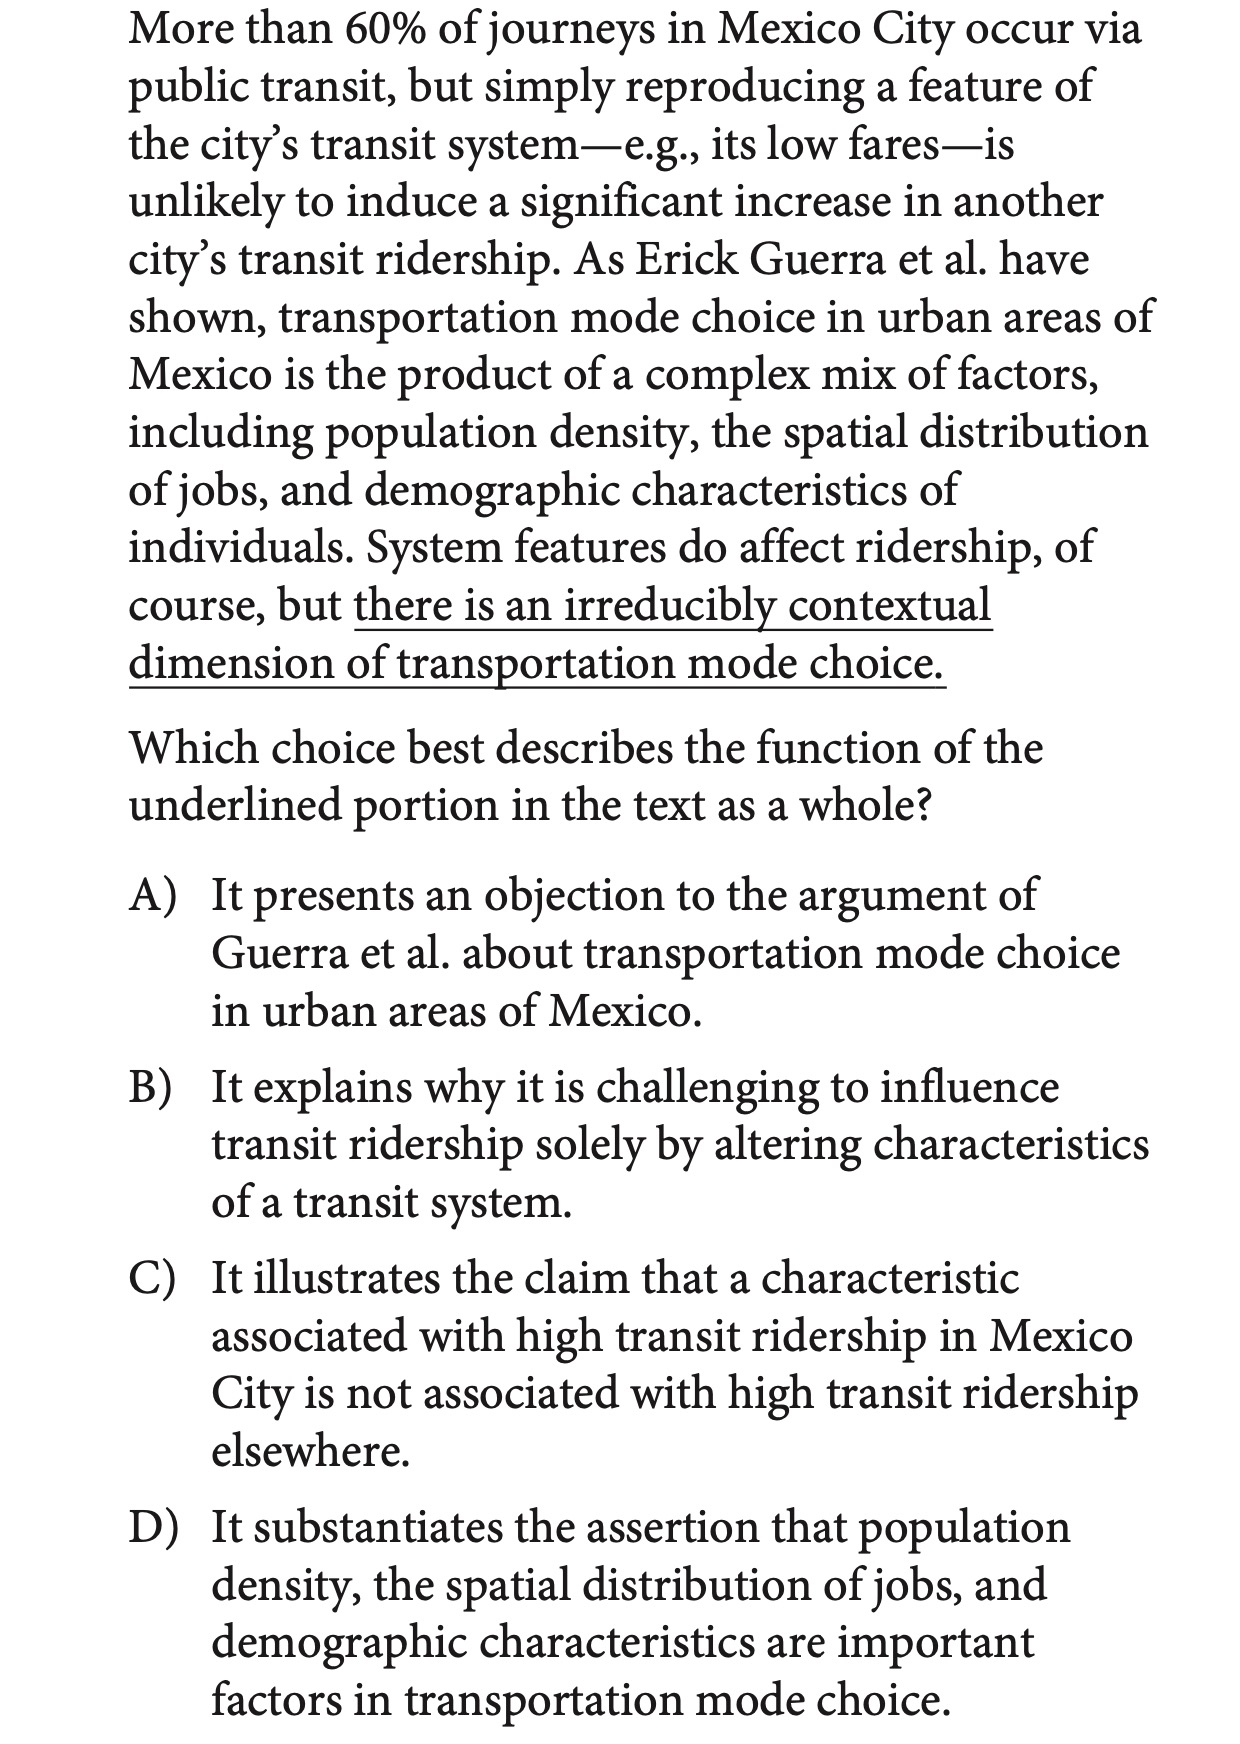 More than 60% of journeys in Mexico City occur via
public transit, but simply reproducing a feature of
the city’s transit system—e.g., its low fares—is
unlikely to induce a significant increase in another
city’s transit ridership. As Erick Guerra et al. have
shown, transportation mode choice in urban areas of
Mexico is the product of a complex mix of factors,
including population density, the spatial distribution
of jobs, and demographic characteristics of
individuals. System features do affect ridership, of
course, but there is an irreducibly contextual
dimension of transportation mode choice.
Which choice best describes the function of the
underlined portion in the text as a whole?
A) It presents an objection to the argument of
Guerra et al. about transportation mode choice
in urban areas of Mexico.
B) It explains why it is challenging to influence
transit ridership solely by altering characteristics
of a transit system.
C) It illustrates the claim that a characteristic
associated with high transit ridership in Mexico
City is not associated with high transit ridership
elsewhere.
D) It substantiates the assertion that population
density, the spatial distribution of jobs, and
demographic characteristics are important
factors in transportation mode choice.